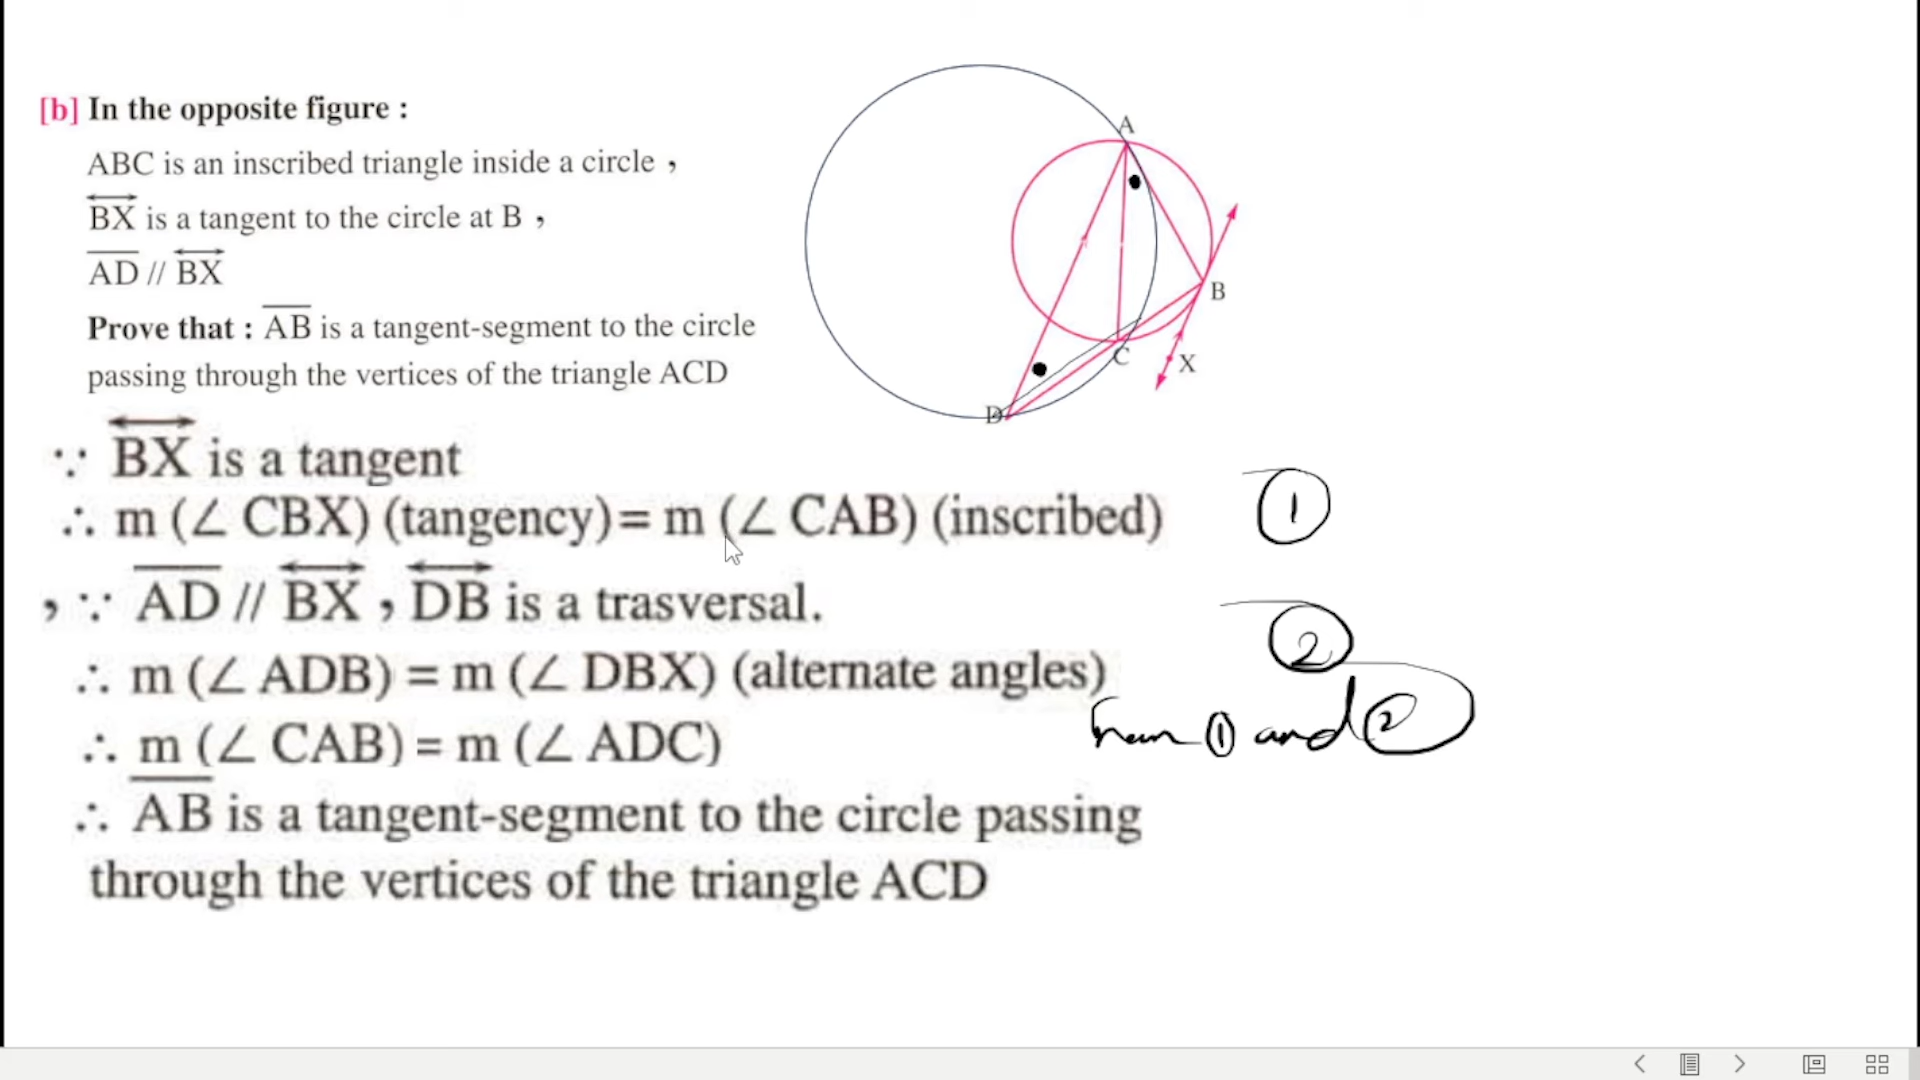 [b] In the opposite figure :
ABC is an inscribed triangle inside a circle ,
BX is a tangent to the circle at B ,
AD // BX
Prove that : AB is a tangent-segment to the circle
passing through the vertices of the triangle ACD
A
B
C
X
D
∵ BX is a tangent
∴ m (∠ CBX) (tangency) = m (∠ CAB) (inscribed)
①
, ∵ AD // BX , DB is a trasversal.
∴ m (∠ ADB) = m (∠ DBX) (alternate angles)
②
∴ m (∠ CAB) = m (∠ ADC)
from ① and ②
∴ AB is a tangent-segment to the circle passing
through the vertices of the triangle ACD